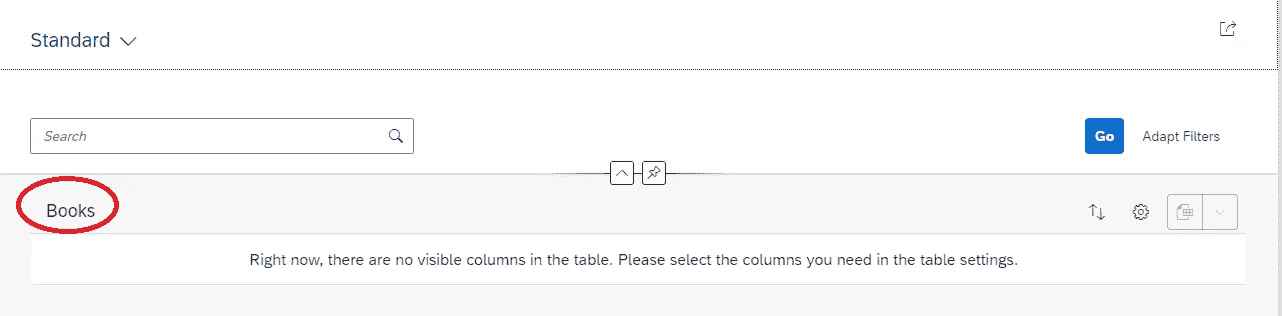 Standard
Search
Go
Adapt Filters
Books
Right now, there are no visible columns in the table. Please select the columns you need in the table settings.